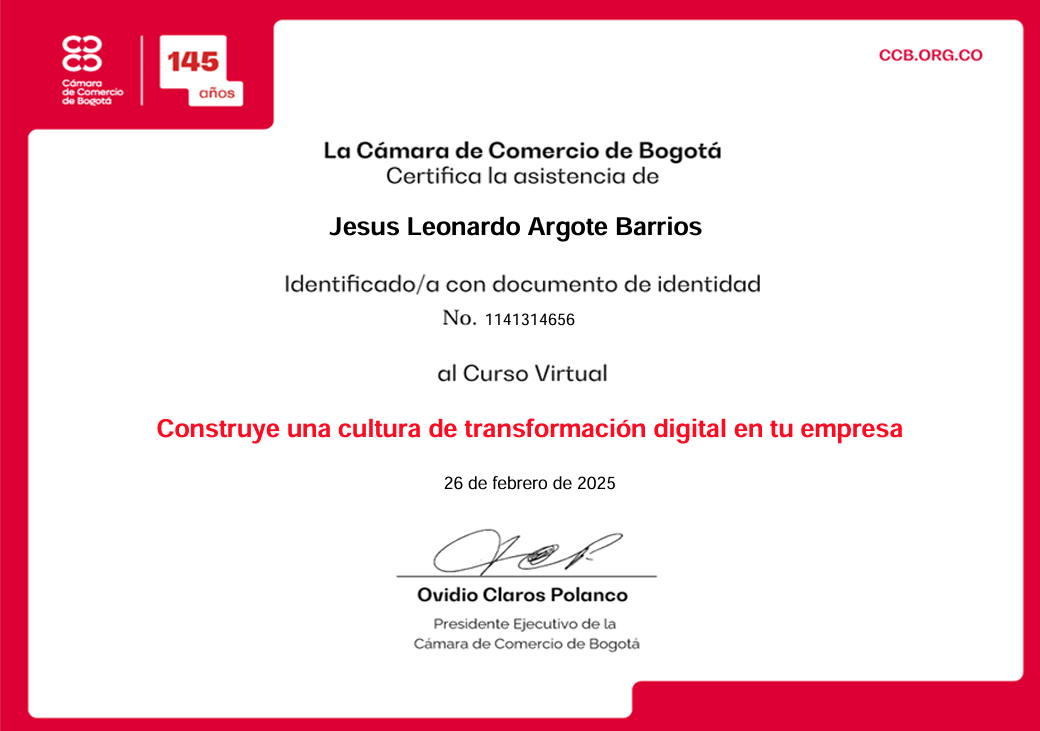 Cámara
de Comercio
de Bogotá
145
años
CCB.ORG.CO
La Cámara de Comercio de Bogotá
Certifica la asistencia de
Jesus Leonardo Argote Barrios
Identificado/a con documento de identidad
No. 1141314656
al Curso Virtual
Construye una cultura de transformación digital en tu empresa
26 de febrero de 2025
Ovidio Claros Polanco
Presidente Ejecutivo de la
Cámara de Comercio de Bogotá